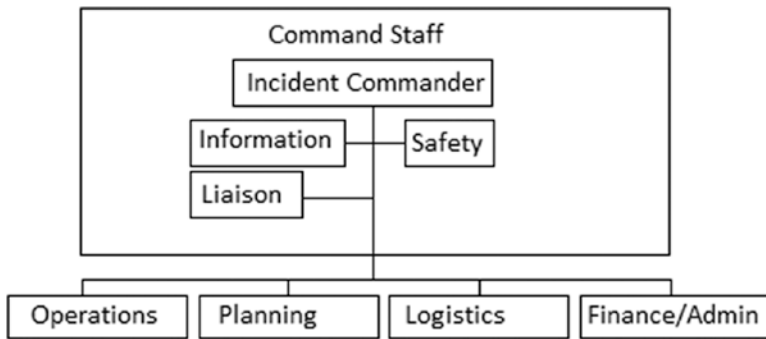 Command Staff
Incident Commander
Information
Safety
Liaison
Operations
Planning
Logistics
Finance/Admin